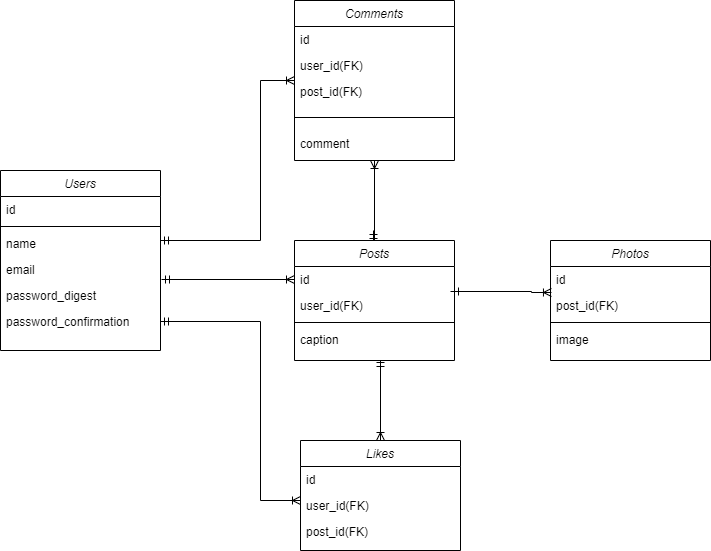 Comments
id
user_id(FK)
post_id(FK)
comment
Users
id
name
email
password_digest
password_confirmation
Posts
id
user_id(FK)
caption
Photos
id
post_id(FK)
image
Likes
id
user_id(FK)
post_id(FK)